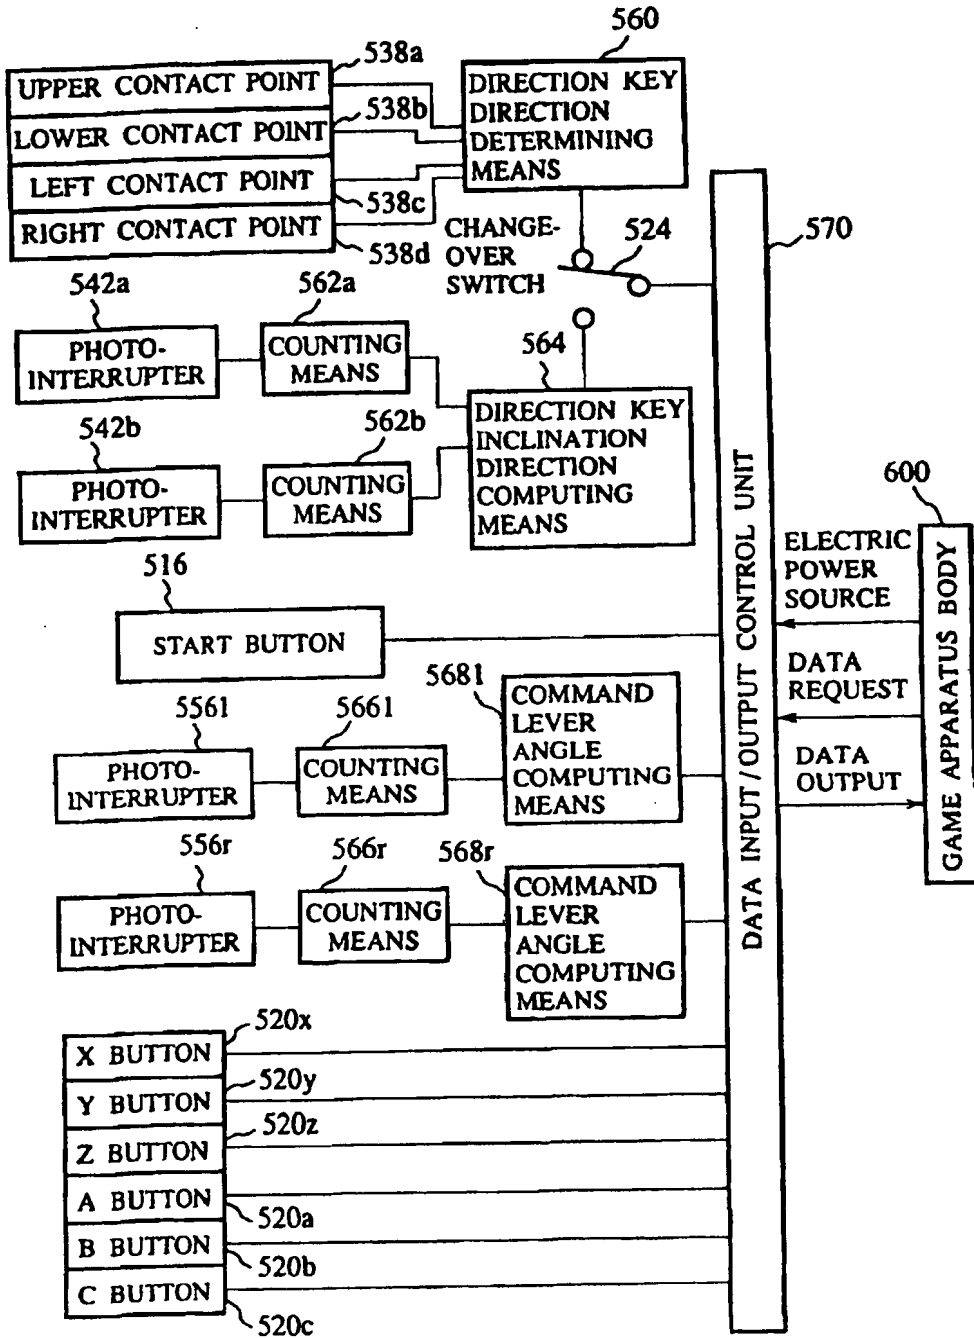 560
538a
UPPER CONTACT POINT
538b
LOWER CONTACT POINT
LEFT CONTACT POINT
538c
RIGHT CONTACT POINT
538d
DIRECTION KEY
DIRECTION
DETERMINING
MEANS
CHANGE-
OVER
SWITCH
524
570
542a
PHOTO-
INTERRUPTER
562a
COUNTING
MEANS
564
DIRECTION KEY
INCLINATION
DIRECTION
COMPUTING
MEANS
542b
PHOTO-
INTERRUPTER
562b
COUNTING
MEANS
516
START BUTTON
DATA INPUT/OUTPUT CONTROL UNIT
600
ELECTRIC
POWER
SOURCE
DATA
REQUEST
DATA
OUTPUT
GAME APPARATUS BODY
5561
PHOTO-
INTERRUPTER
5661
COUNTING
MEANS
5681
COMMAND
LEVER
ANGLE
COMPUTING
MEANS
556r
PHOTO-
INTERRUPTER
566r
COUNTING
MEANS
568r
COMMAND
LEVER
ANGLE
COMPUTING
MEANS
520x
X BUTTON
520y
Y BUTTON
520z
Z BUTTON
A BUTTON
520a
B BUTTON
520b
C BUTTON
520c